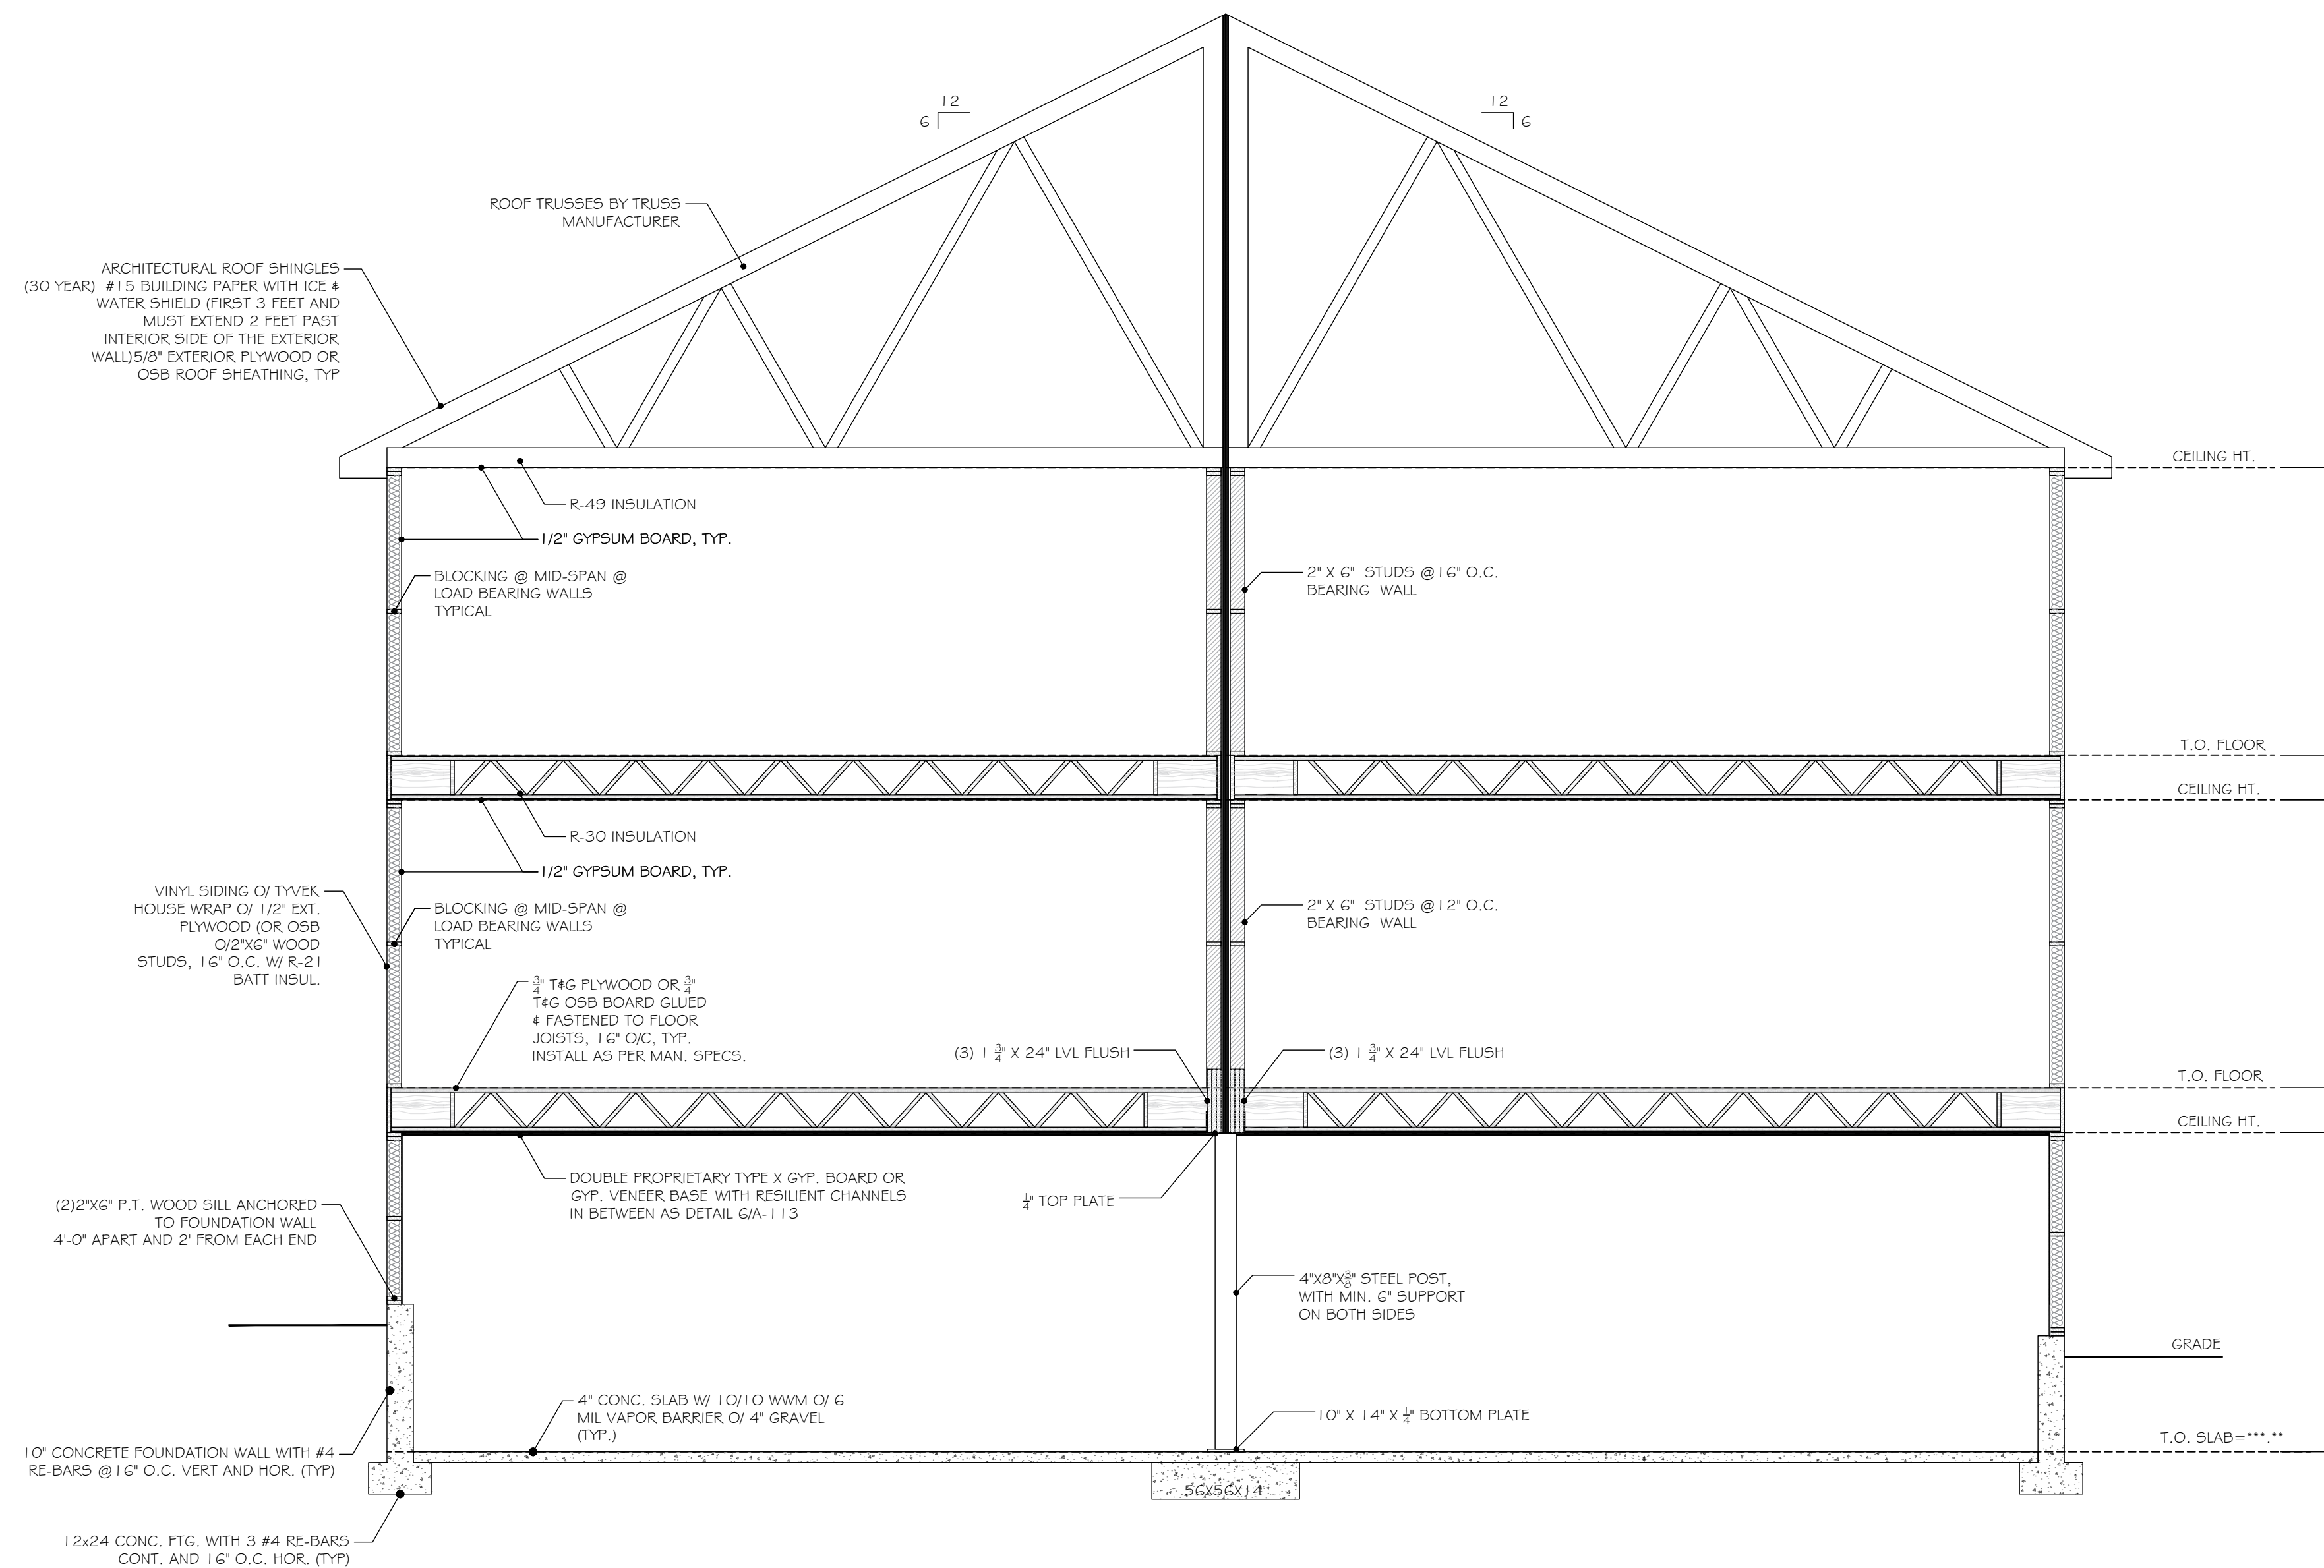 12
6
12
6
ROOF TRUSSES BY TRUSS
MANUFACTURER
ARCHITECTURAL ROOF SHINGLES
(30 YEAR) #15 BUILDING PAPER WITH ICE &
WATER SHIELD (FIRST 3 FEET AND
MUST EXTEND 2 FEET PAST
INTERIOR SIDE OF THE EXTERIOR
WALL)5/8" EXTERIOR PLYWOOD OR
OSB ROOF SHEATHING, TYP
CEILING HT.
R-49 INSULATION
1/2" GYPSUM BOARD, TYP.
BLOCKING @ MID-SPAN @
LOAD BEARING WALLS
TYPICAL
2" X 6" STUDS @16" O.C.
BEARING WALL
T.O. FLOOR
CEILING HT.
R-30 INSULATION
1/2" GYPSUM BOARD, TYP.
VINYL SIDING O/ TYVEK
HOUSE WRAP O/ 1/2" EXT.
PLYWOOD (OR OSB
O/2"X6" WOOD
STUDS, 16" O.C. W/ R-21
BATT INSUL.
BLOCKING @ MID-SPAN @
LOAD BEARING WALLS
TYPICAL
2" X 6" STUDS @12" O.C.
BEARING WALL
3/4" T&G PLYWOOD OR 3/4"
T&G OSB BOARD GLUED
& FASTENED TO FLOOR
JOISTS, 16" O/C, TYP.
INSTALL AS PER MAN. SPECS.
(3) 1 3/4" X 24" LVL FLUSH
(3) 1 3/4" X 24" LVL FLUSH
T.O. FLOOR
CEILING HT.
DOUBLE PROPRIETARY TYPE X GYP. BOARD OR
GYP. VENEER BASE WITH RESILIENT CHANNELS
IN BETWEEN AS DETAIL 6/A-113
1/4" TOP PLATE
(2)2"X6" P.T. WOOD SILL ANCHORED
TO FOUNDATION WALL
4'-0" APART AND 2' FROM EACH END
4"X8"X3/8" STEEL POST,
WITH MIN. 6" SUPPORT
ON BOTH SIDES
GRADE
4" CONC. SLAB W/ 10/10 WWM O/ 6
MIL VAPOR BARRIER O/ 4" GRAVEL
(TYP.)
10" X 14" X 1/4" BOTTOM PLATE
T.O. SLAB=***.**
10" CONCRETE FOUNDATION WALL WITH #4
RE-BARS @16" O.C. VERT AND HOR. (TYP)
56X56X14
12x24 CONC. FTG. WITH 3 #4 RE-BARS
CONT. AND 16" O.C. HOR. (TYP)